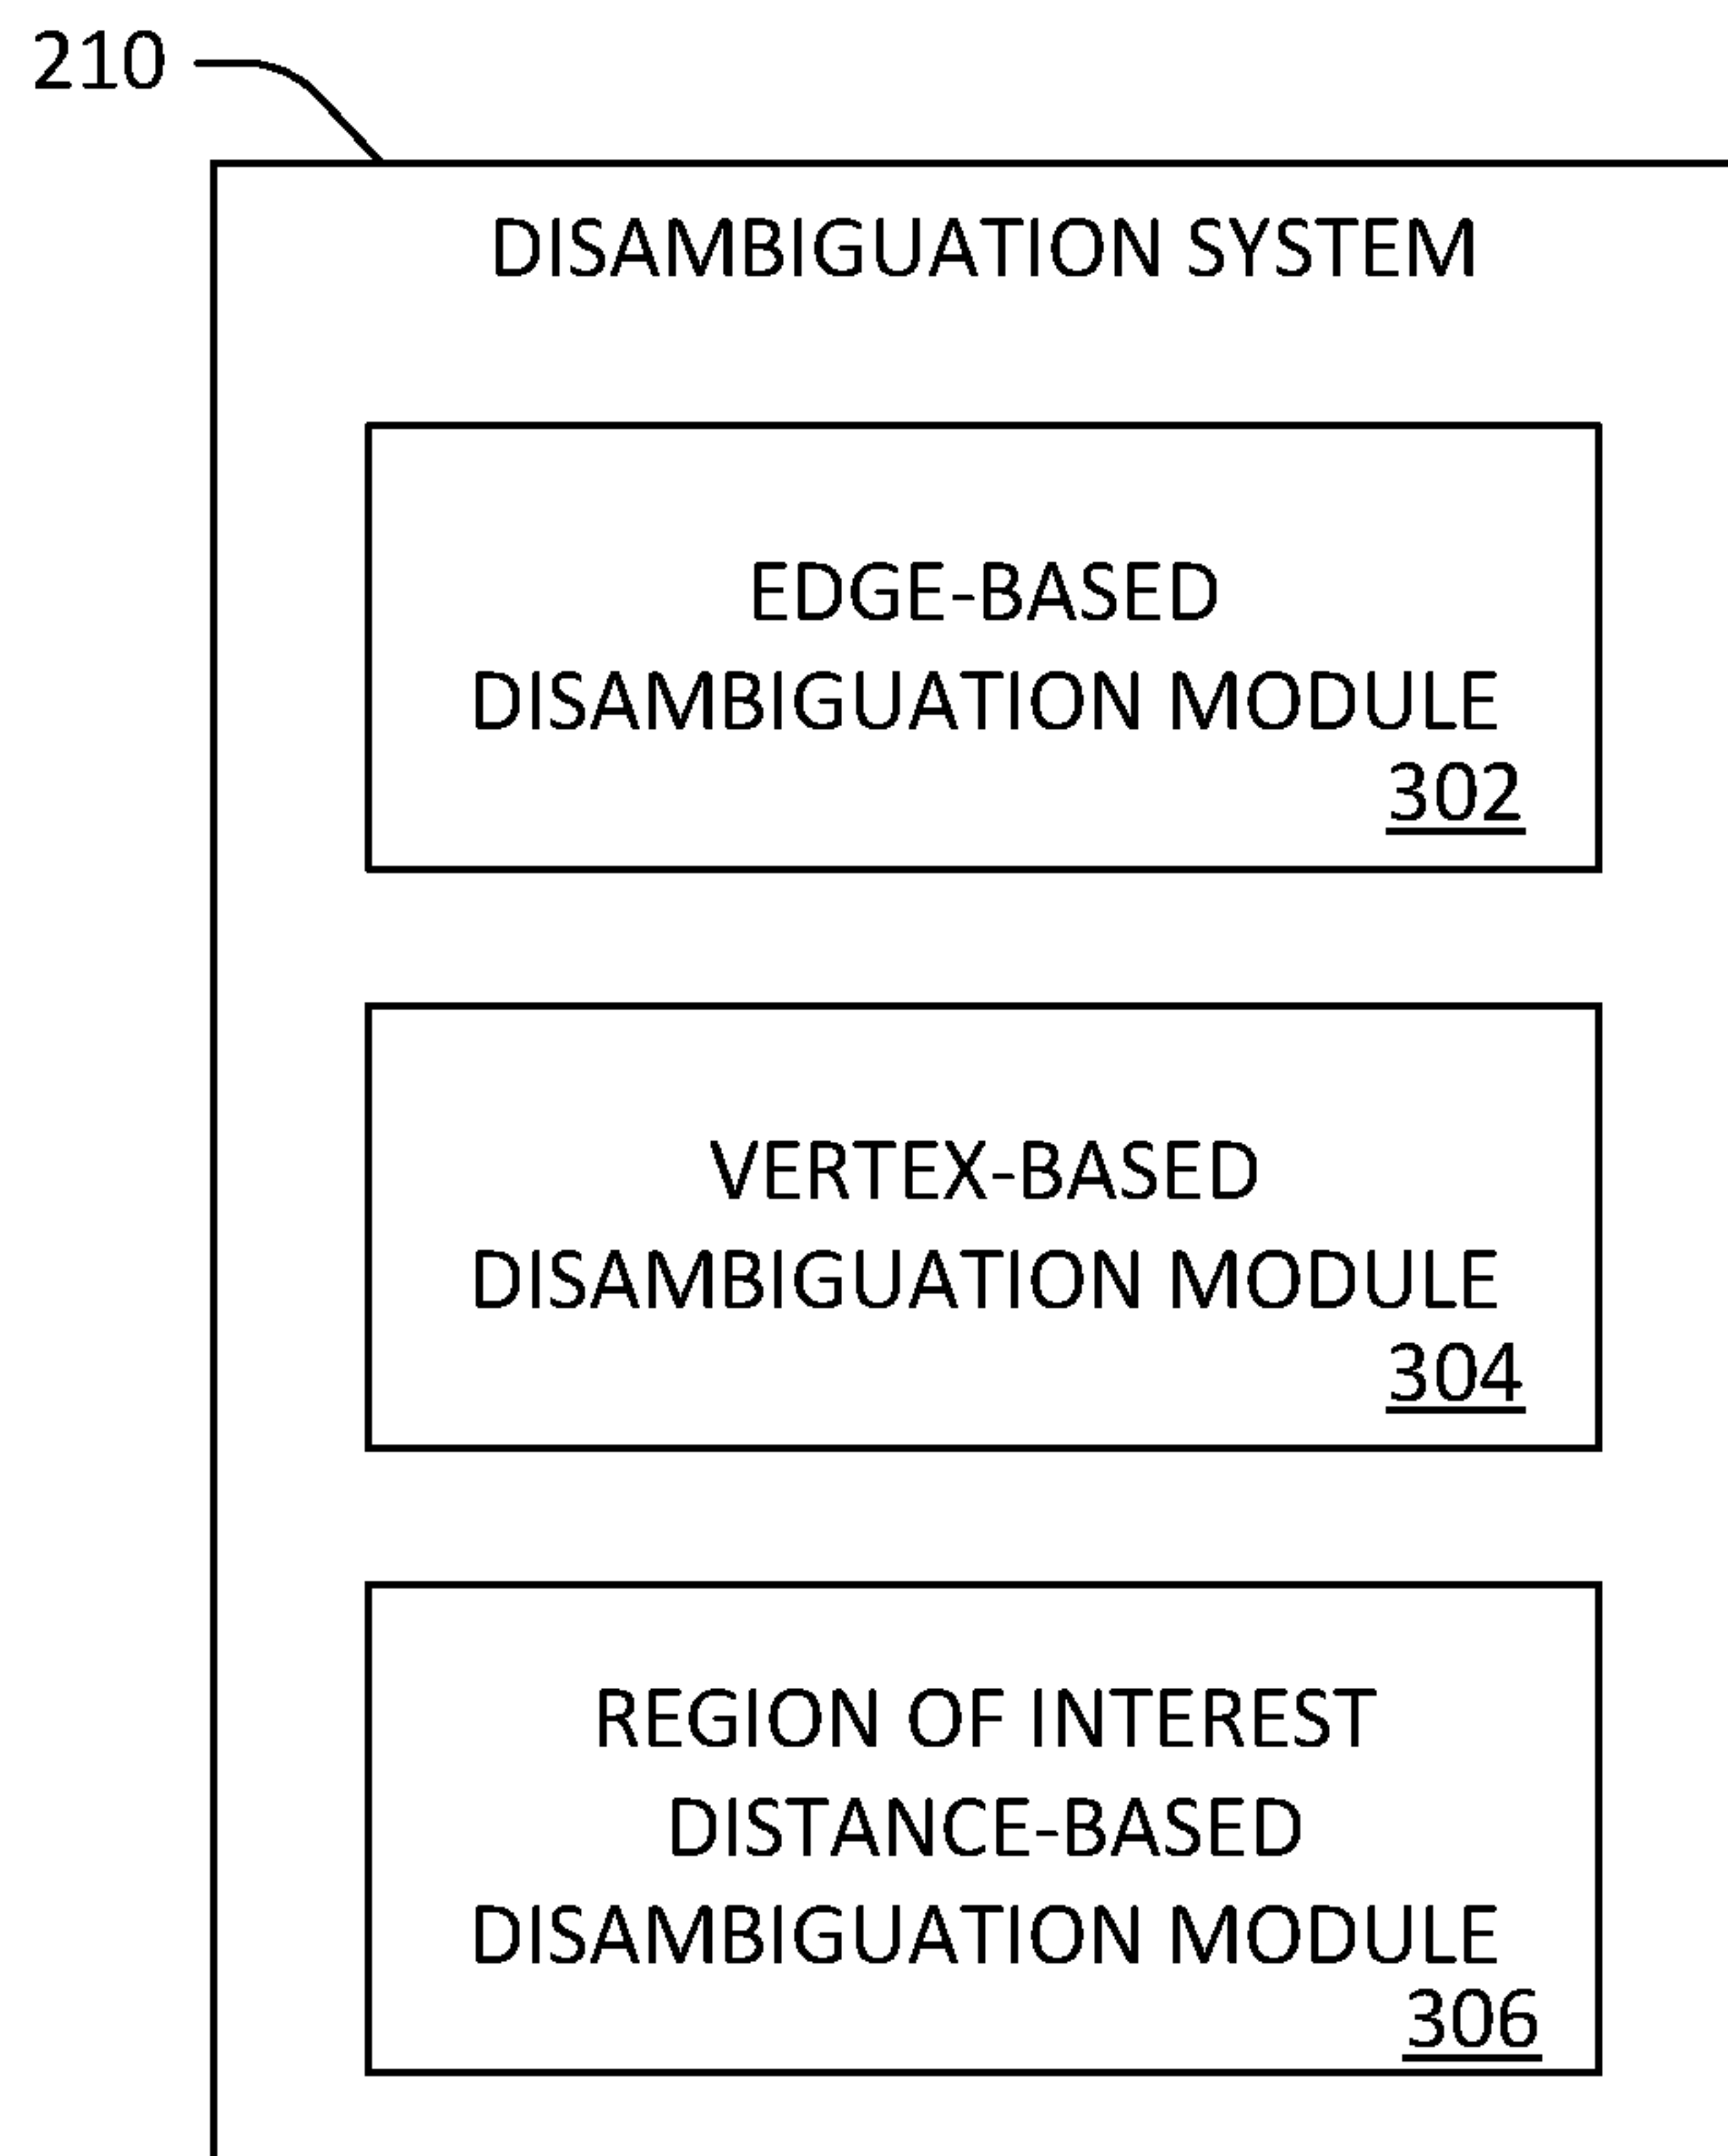 210
DISAMBIGUATION SYSTEM
EDGE-BASED
DISAMBIGUATION MODULE
302
VERTEX-BASED
DISAMBIGUATION MODULE
304
REGION OF INTEREST
DISTANCE-BASED
DISAMBIGUATION MODULE
306